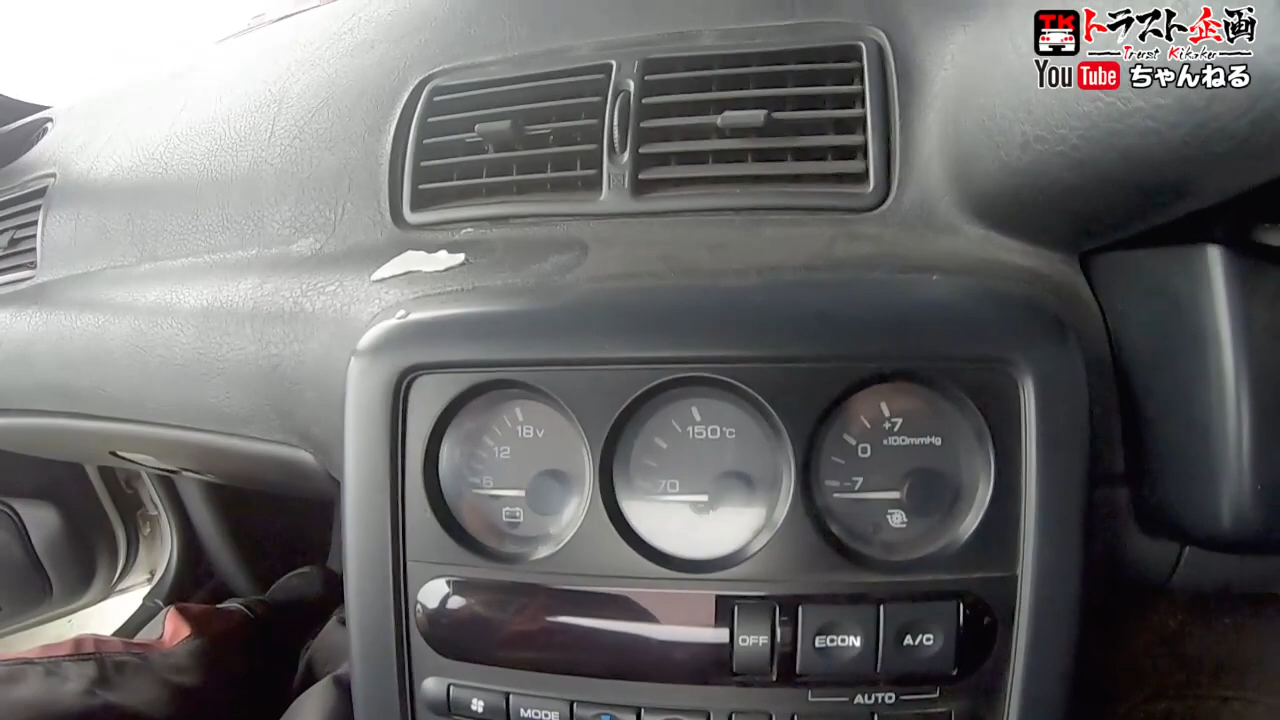 TK トラスト企画
Trust Kikaku
YouTube ちゃんねる
18V
12
6
150℃
70
+7
x100mmHg
0
-7
OFF
ECON
A/C
AUTO
MODE